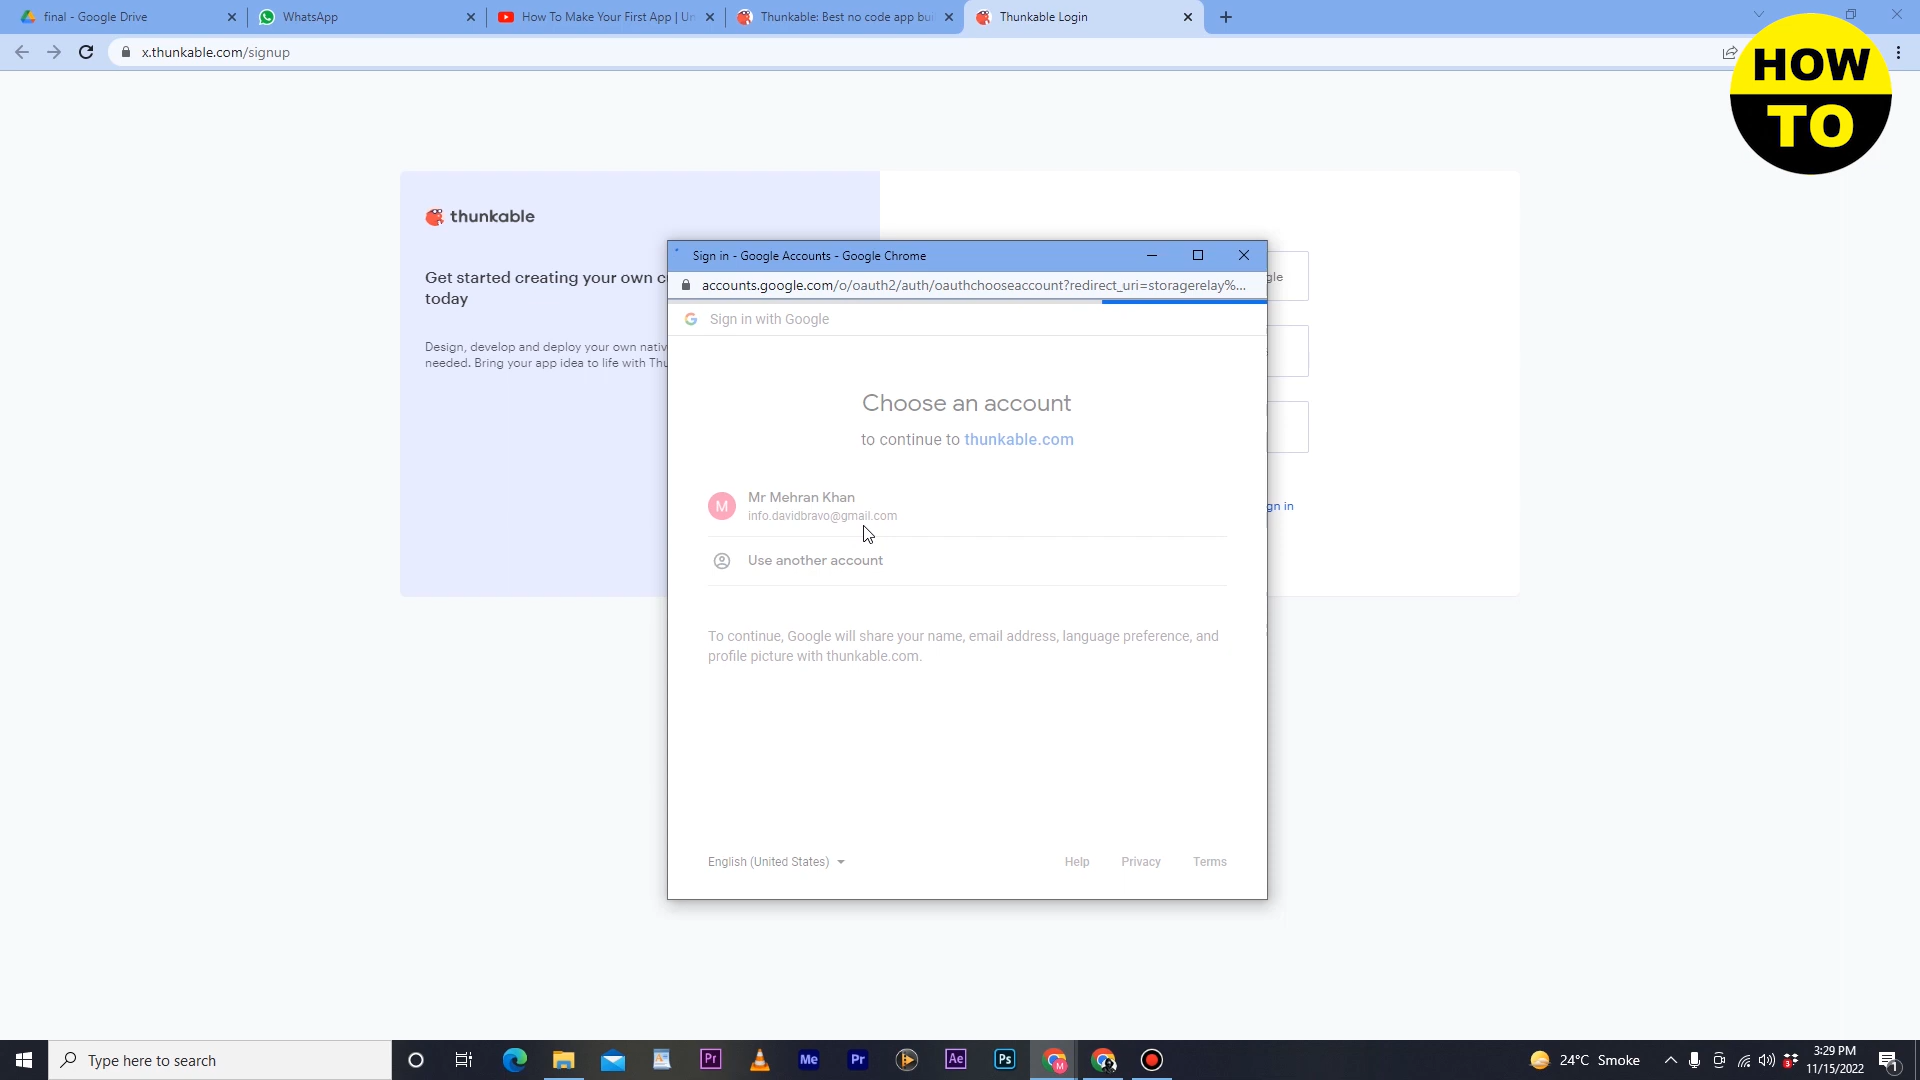 final - Google Drive
WhatsApp
How To Make Your First App | Un
Thunkable: Best no code app bui
Thunkable Login
x.thunkable.com/signup
HOW
TO
thunkable
Get started creating your own c
today
Design, develop and deploy your own nativ
needed. Bring your app idea to life with Thu
gle
gn in
Sign in - Google Accounts - Google Chrome
accounts.google.com/o/oauth2/auth/oauthchooseaccount?redirect_uri=storagerelay%...
Sign in with Google
Choose an account
to continue to thunkable.com
M
Mr Mehran Khan
info.davidbravo@gmail.com
Use another account
To continue, Google will share your name, email address, language preference, and
profile picture with thunkable.com.
English (United States)
Help Privacy Terms
Type here to search
Pr
Me
Pr
Ae
Ps
M
24°C Smoke
3
3:29 PM
11/15/2022
1